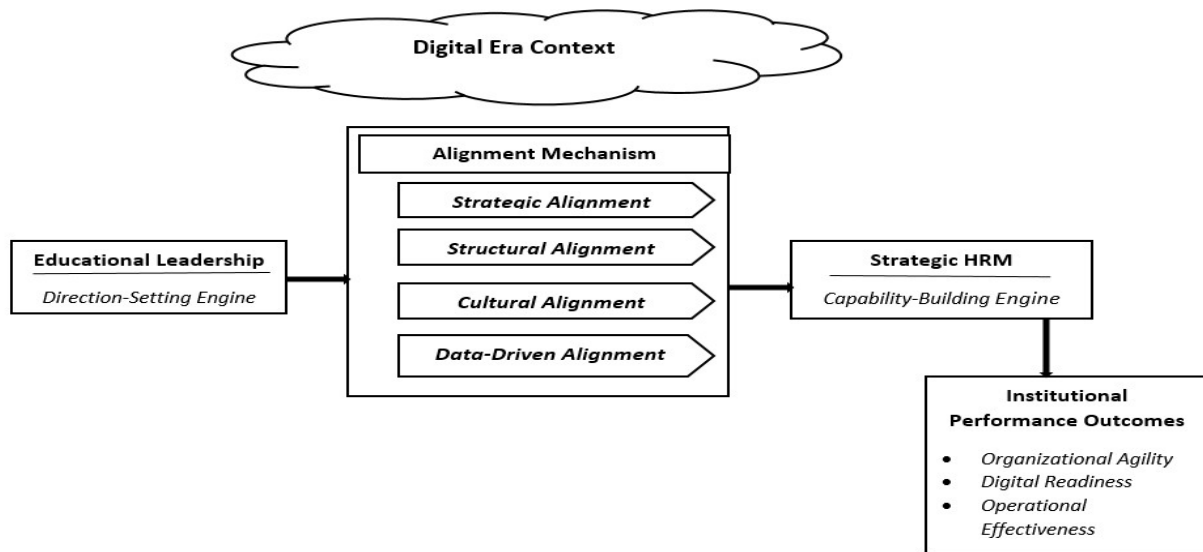 Digital Era Context
Alignment Mechanism
Strategic Alignment
Structural Alignment
Cultural Alignment
Data-Driven Alignment
Educational Leadership
Direction-Setting Engine
Strategic HRM
Capability-Building Engine
Institutional
Performance Outcomes
• Organizational Agility
• Digital Readiness
• Operational
Effectiveness